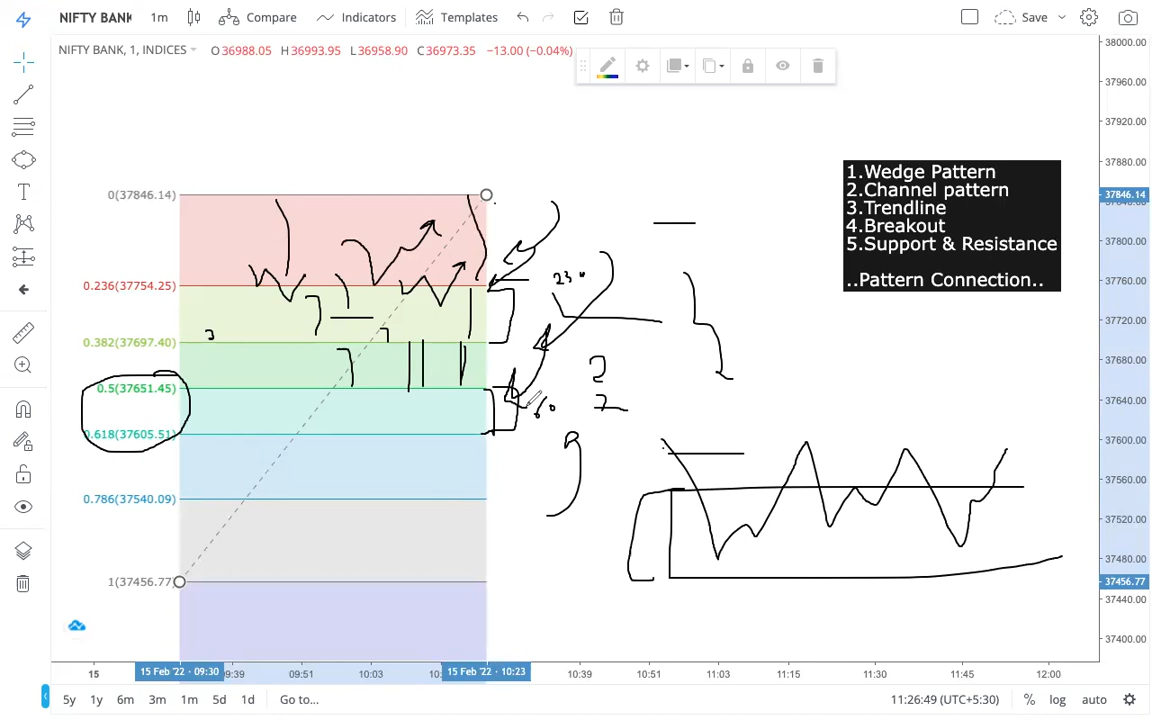 NIFTY BANK 1m Compare Indicators Templates Save
NIFTY BANK, 1, INDICES O36988.05 H36993.95 L36958.90 C36973.35 −13.00 (−0.04%)
38000.00
37960.00
37920.00
37880.00
1.Wedge Pattern
2.Channel pattern
3.Trendline
4.Breakout
5.Support & Resistance
..Pattern Connection..
0(37846.14)
37846.14
37800.00
0.236(37754.25)
37760.00
23
37720.00
0.382(37697.40)
3
37680.00
0.5(37651.45)
37640.00
0.618(37605.51)
37600.00
37560.00
0.786(37540.09)
37520.00
37480.00
1(37456.77)
37456.77
37440.00
37400.00
15 15 Feb '22 · 09:30 09:39 09:51 10:03 15 Feb '22 · 10:23 10:39 10:51 11:03 11:15 11:30 11:45 12:00
5y 1y 6m 3m 1m 5d 1d Go to... 11:26:49 (UTC+5:30) % log auto